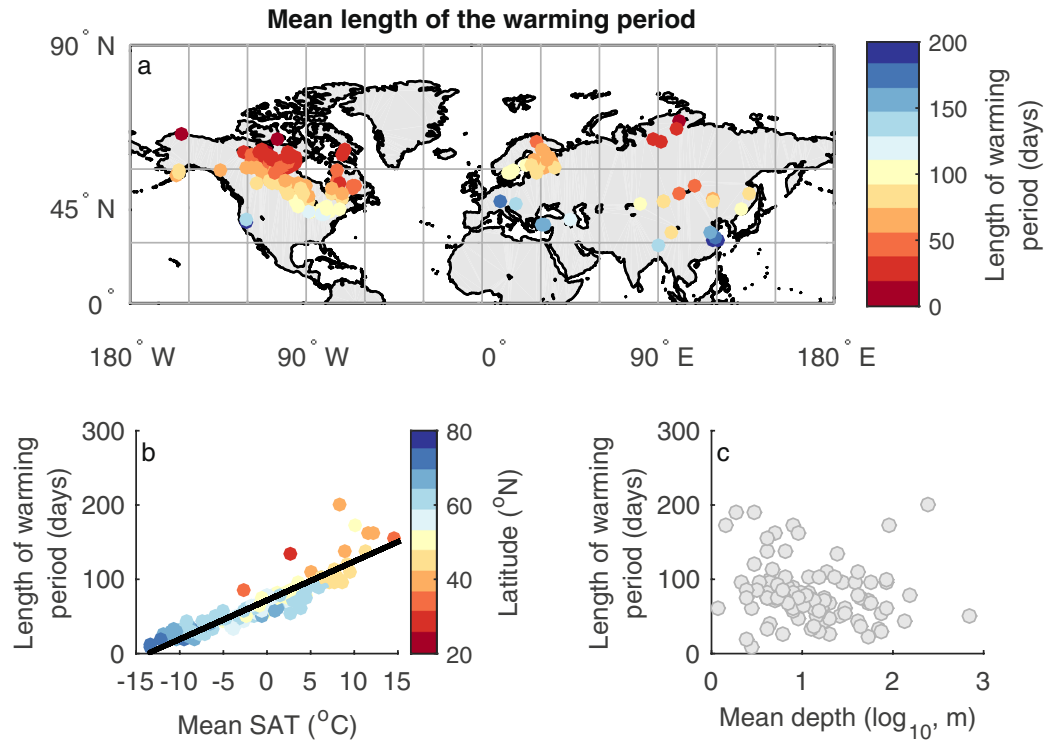 Mean length of the warming period
90° N
a
45° N
0°
180° W
90° W
0°
90° E
180° E
200
150
100
50
0
Length of warming
period (days)
b
300
200
100
0
Length of warming
period (days)
-15 -10 -5 0 5 10 15
Mean SAT (°C)
80
60
40
20
Latitude (°N)
c
300
200
100
0
Length of warming
period (days)
0 1 2 3
Mean depth (log₁₀, m)